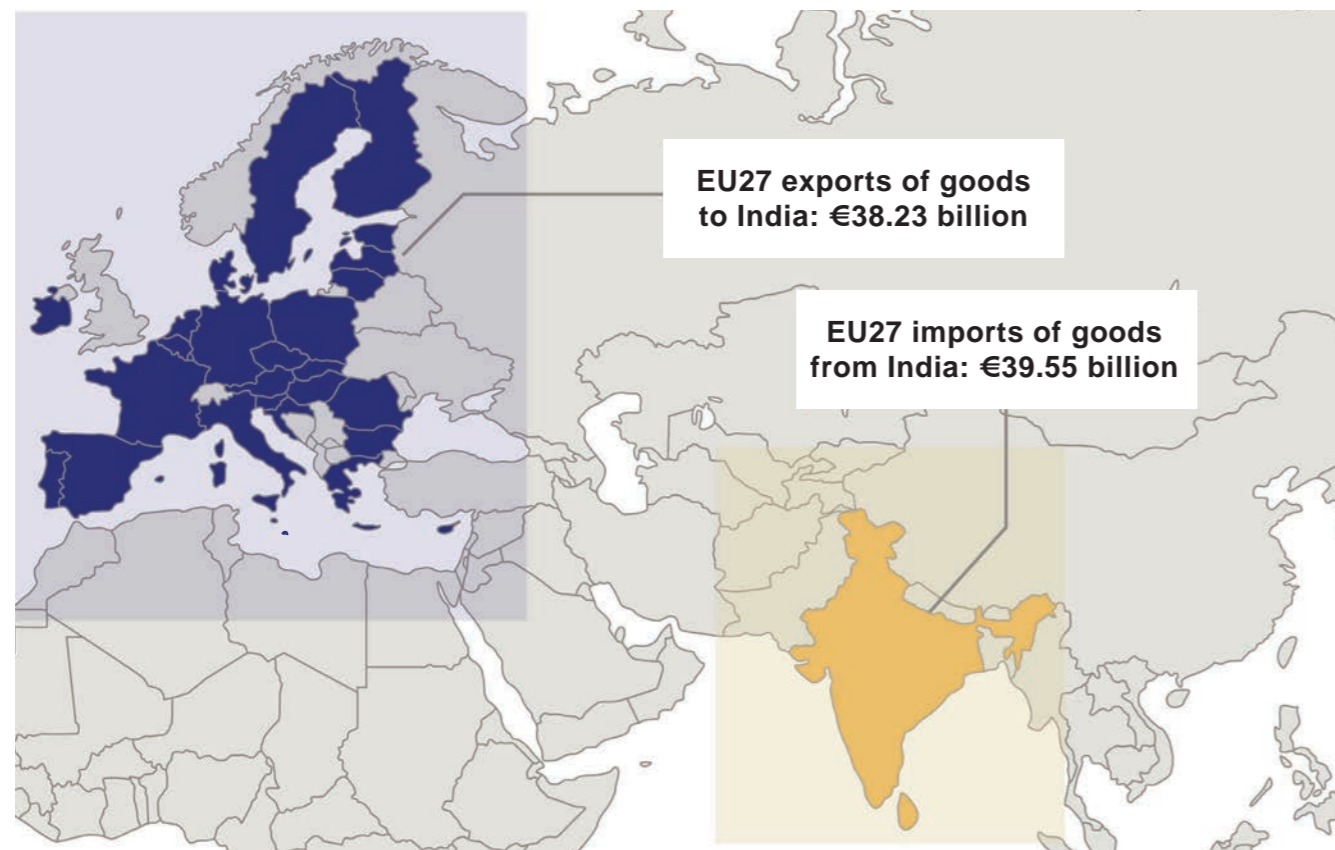 EU27 exports of goods
to India: €38.23 billion
EU27 imports of goods
from India: €39.55 billion